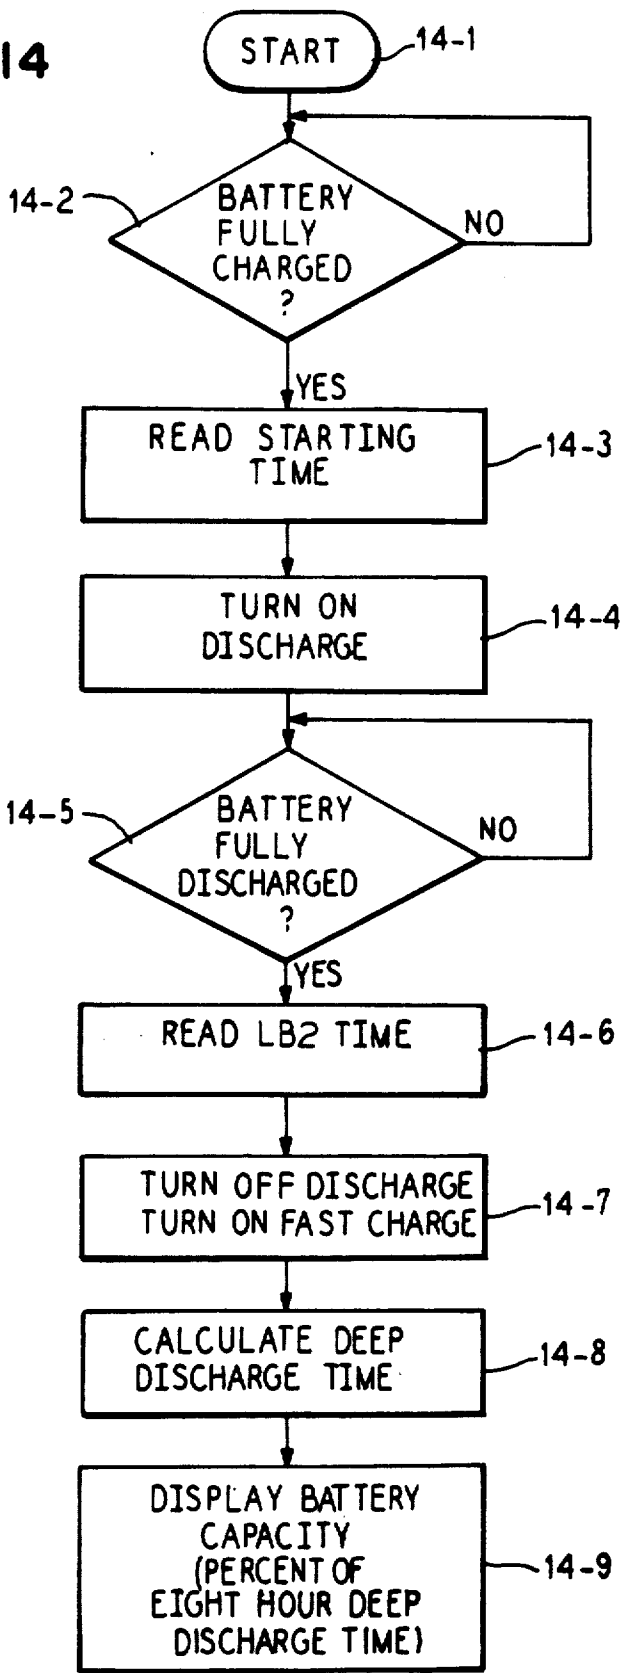 14
START
14-1
14-2
BATTERY
FULLY
CHARGED
?
NO
YES
READ STARTING
TIME
14-3
TURN ON
DISCHARGE
14-4
14-5
BATTERY
FULLY
DISCHARGED
?
NO
YES
READ LB2 TIME
14-6
TURN OFF DISCHARGE
TURN ON FAST CHARGE
14-7
CALCULATE DEEP
DISCHARGE TIME
14-8
DISPLAY BATTERY
CAPACITY
(PERCENT OF
EIGHT HOUR DEEP
DISCHARGE TIME)
14-9